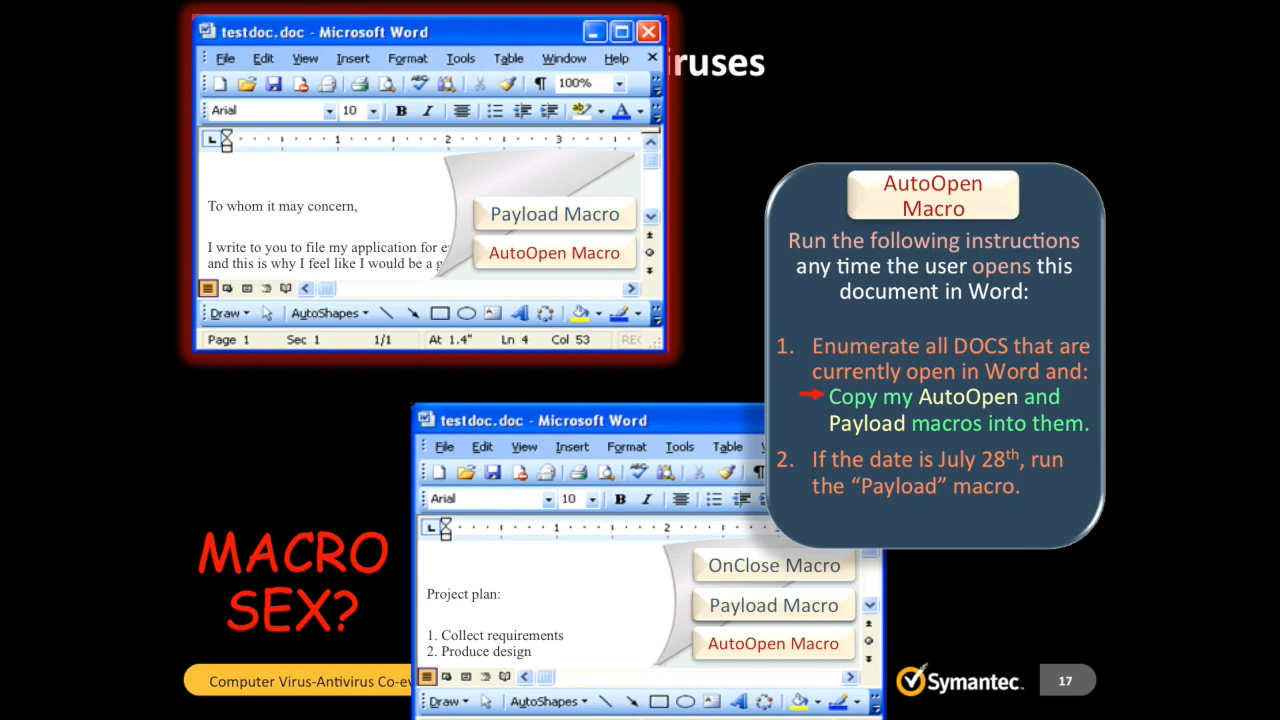 testdoc.doc - Microsoft Word
File Edit View Insert Format Tools Table Window Help
100%
Arial 10 B I A
1 2 3
To whom it may concern,
I write to you to file my application for e
and this is why I feel like I would be a g
Payload Macro
AutoOpen Macro
Draw AutoShapes
Page 1 Sec 1 1/1 At 1.4" Ln 4 Col 53 REC
iruses
AutoOpen
Macro
Run the following instructions
any time the user opens this
document in Word:
1. Enumerate all DOCS that are
currently open in Word and:
Copy my AutoOpen and
Payload macros into them.
2. If the date is July 28th, run
the “Payload” macro.
testdoc.doc - Microsoft Word
File Edit View Insert Format Tools Table
Arial 10 B I
1 2
Project plan:
1. Collect requirements
2. Produce design
OnClose Macro
Payload Macro
AutoOpen Macro
Draw AutoShapes
MACRO
SEX?
Computer Virus-Antivirus Co-ev
Symantec.
17